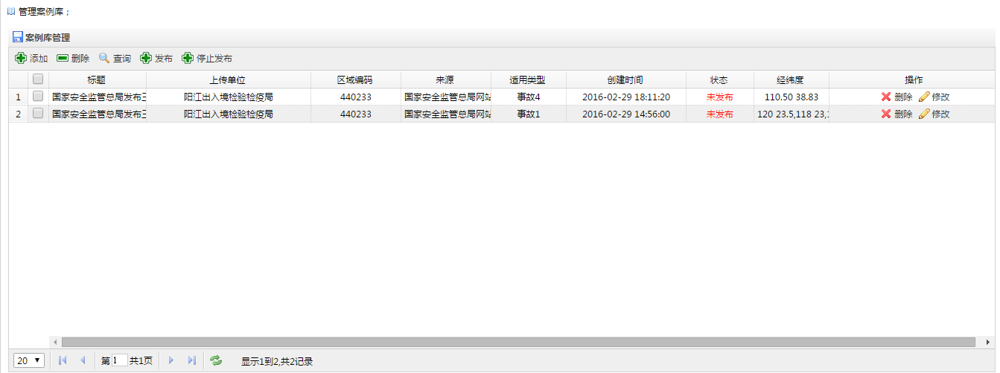 管理案例库；
案例库管理
添加 删除 查询 发布 停止发布
标题 上传单位 区域编码 来源 适用类型 创建时间 状态 经纬度 操作
1 国家安全监管总局发布 阳江出入境检验检疫局 440233 国家安全监管总局网站 事故4 2016-02-29 18:11:20 未发布 110.50 38.83 删除 修改
2 国家安全监管总局发布 阳江出入境检验检疫局 440233 国家安全监管总局网站 事故1 2016-02-29 14:56:00 未发布 120 23.5,118 23, 删除 修改
20 第 1 共1页 显示1到2,共2记录